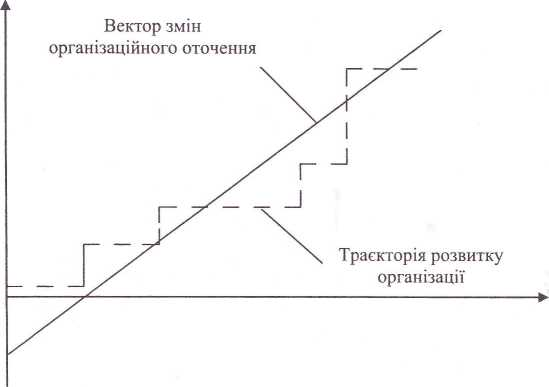 Вектор змін
організаційного оточення
Траєкторія розвитку
організації